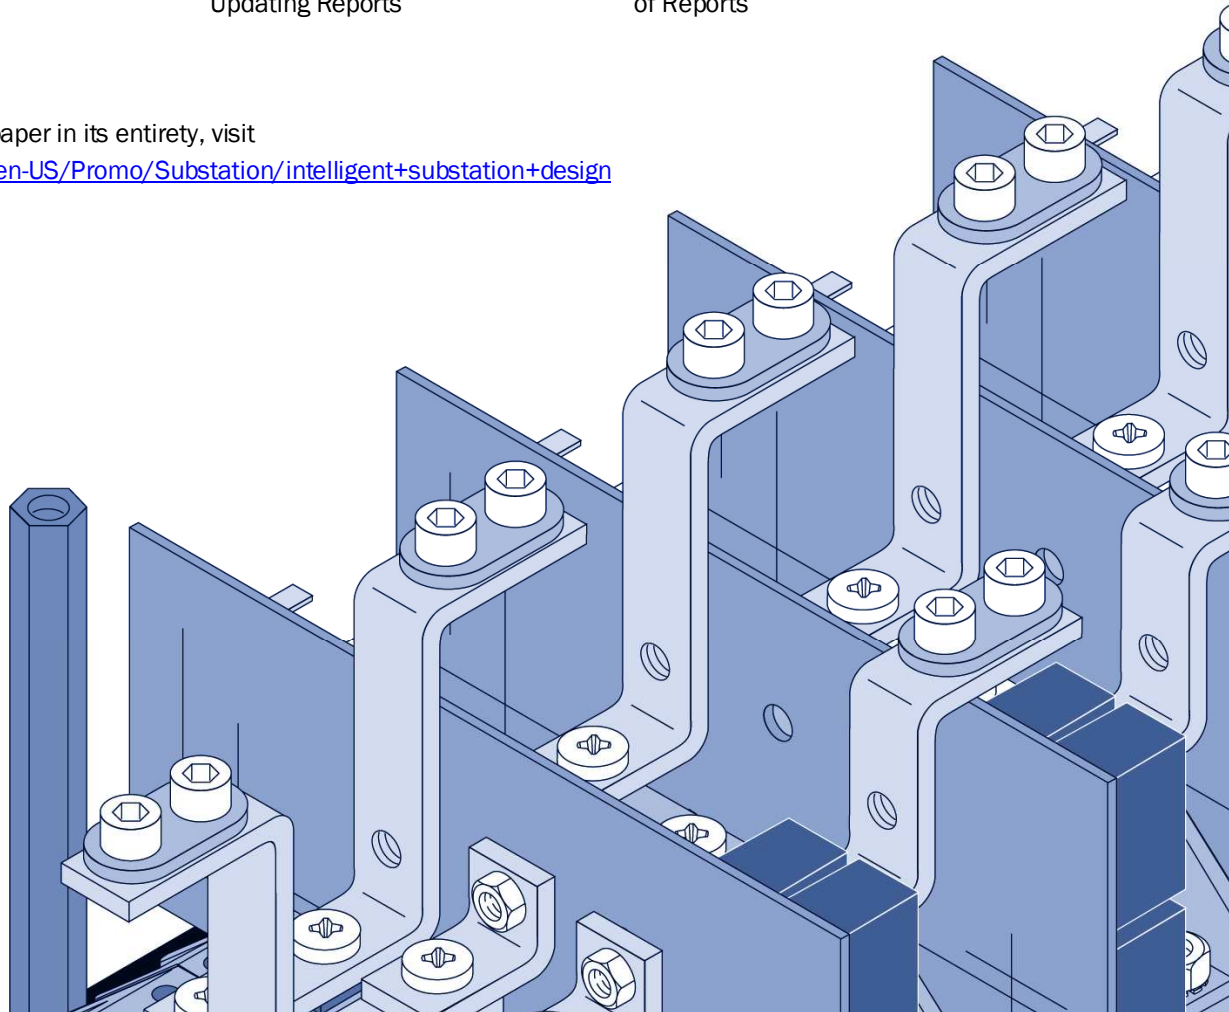 Updating Reports of Reports
aper in its entirety, visit
en-US/Promo/Substation/intelligent+substation+design